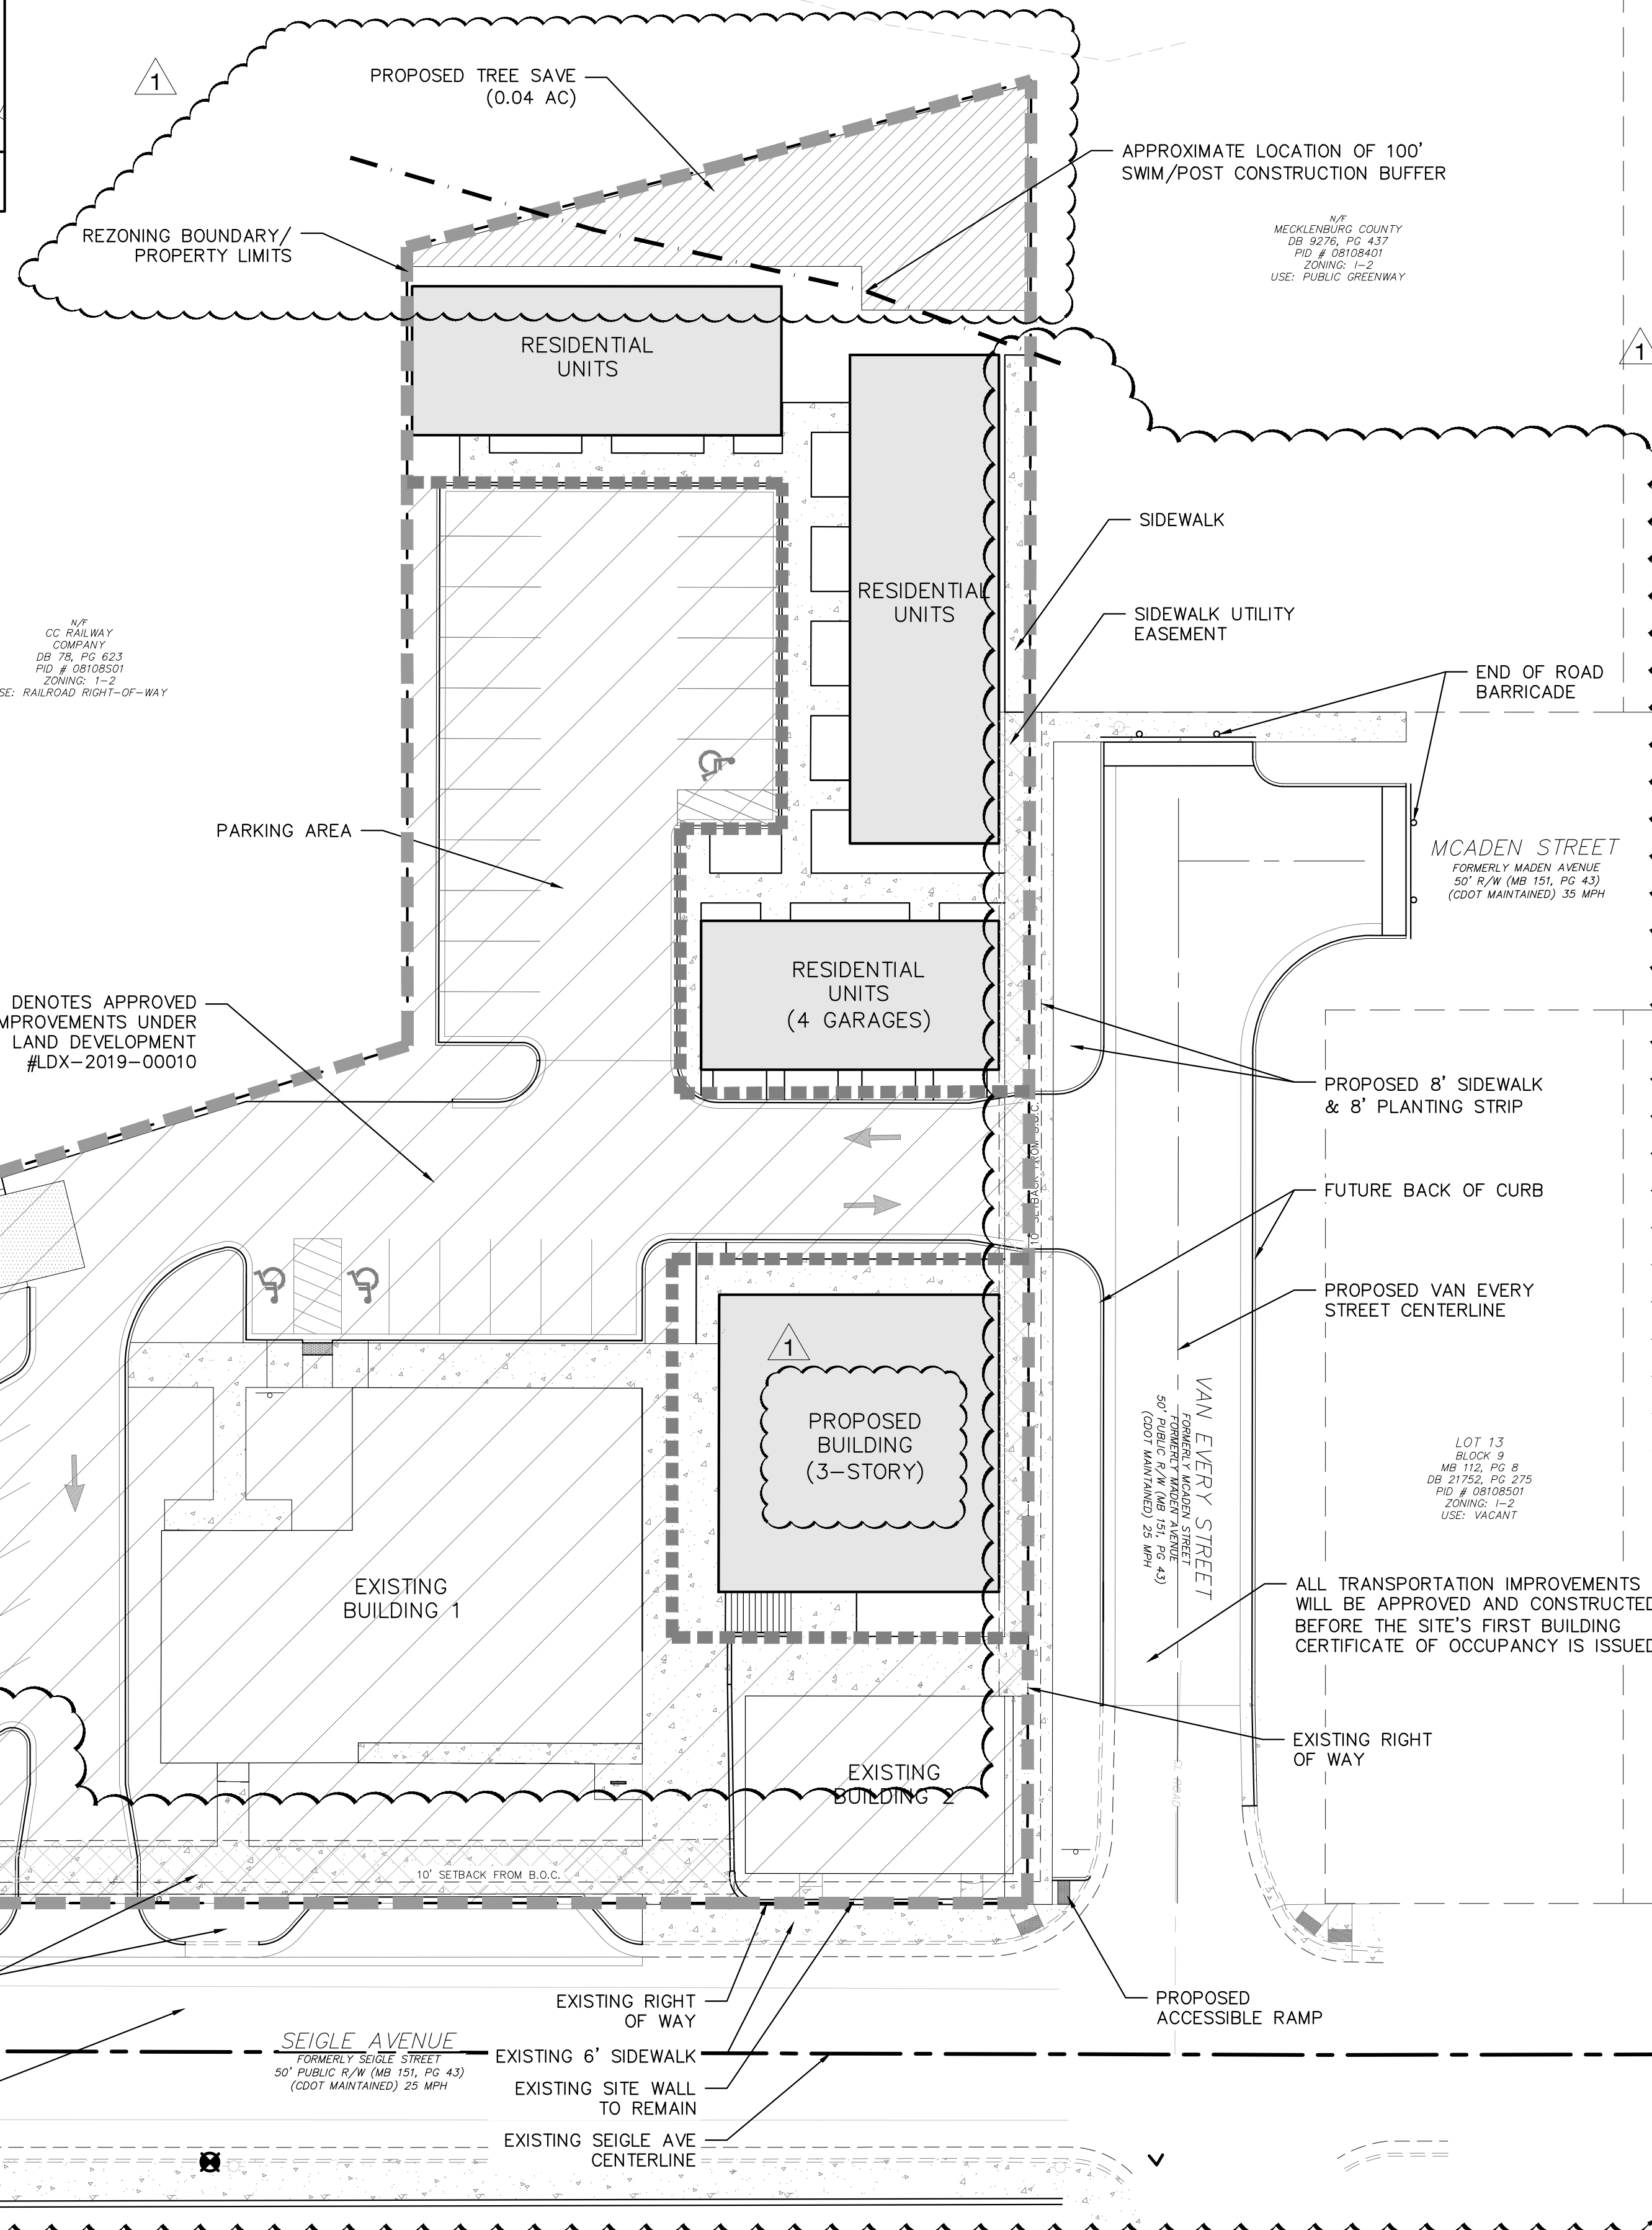 1
PROPOSED TREE SAVE
(0.04 AC)
APPROXIMATE LOCATION OF 100'
SWIM/POST CONSTRUCTION BUFFER
REZONING BOUNDARY/
PROPERTY LIMITS
N/F
MECKLENBURG COUNTY
DB 9276, PG 437
PID # 08108401
ZONING: I-2
USE: PUBLIC GREENWAY
1
RESIDENTIAL
UNITS
SIDEWALK
RESIDENTIAL
UNITS
SIDEWALK UTILITY
EASEMENT
N/F
CC RAILWAY
COMPANY
DB 78, PG 623
PID # 08108S01
ZONING: 1-2
SE: RAILROAD RIGHT-OF-WAY
END OF ROAD
BARRICADE
PARKING AREA
MCADEN STREET
FORMERLY MADEN AVENUE
50' R/W (MB 151, PG 43)
(CDOT MAINTAINED) 35 MPH
RESIDENTIAL
UNITS
(4 GARAGES)
DENOTES APPROVED
MPROVEMENTS UNDER
LAND DEVELOPMENT
#LDX-2019-00010
PROPOSED 8' SIDEWALK
& 8' PLANTING STRIP
10' SETBACK FROM B.O.C.
FUTURE BACK OF CURB
PROPOSED VAN EVERY
STREET CENTERLINE
1
PROPOSED
BUILDING
(3-STORY)
VAN EVERY STREET
FORMERLY MCADEN STREET
FORMERLY MADEN AVENUE
50' PUBLIC R/W (MB 151, PG 43)
(CDOT MAINTAINED) 25 MPH
LOT 13
BLOCK 9
MB 112, PG 8
DB 21752, PG 275
PID # 08108501
ZONING: I-2
USE: VACANT
EXISTING
BUILDING 1
ALL TRANSPORTATION IMPROVEMENTS
WILL BE APPROVED AND CONSTRUCTED
BEFORE THE SITE'S FIRST BUILDING
CERTIFICATE OF OCCUPANCY IS ISSUED
EXISTING RIGHT
OF WAY
EXISTING
BUILDING 2
10' SETBACK FROM B.O.C.
EXISTING RIGHT
OF WAY
PROPOSED
ACCESSIBLE RAMP
SEIGLE AVENUE
FORMERLY SEIGLE STREET
50' PUBLIC R/W (MB 151, PG 43)
(CDOT MAINTAINED) 25 MPH
EXISTING 6' SIDEWALK
EXISTING SITE WALL
TO REMAIN
EXISTING SEIGLE AVE
CENTERLINE